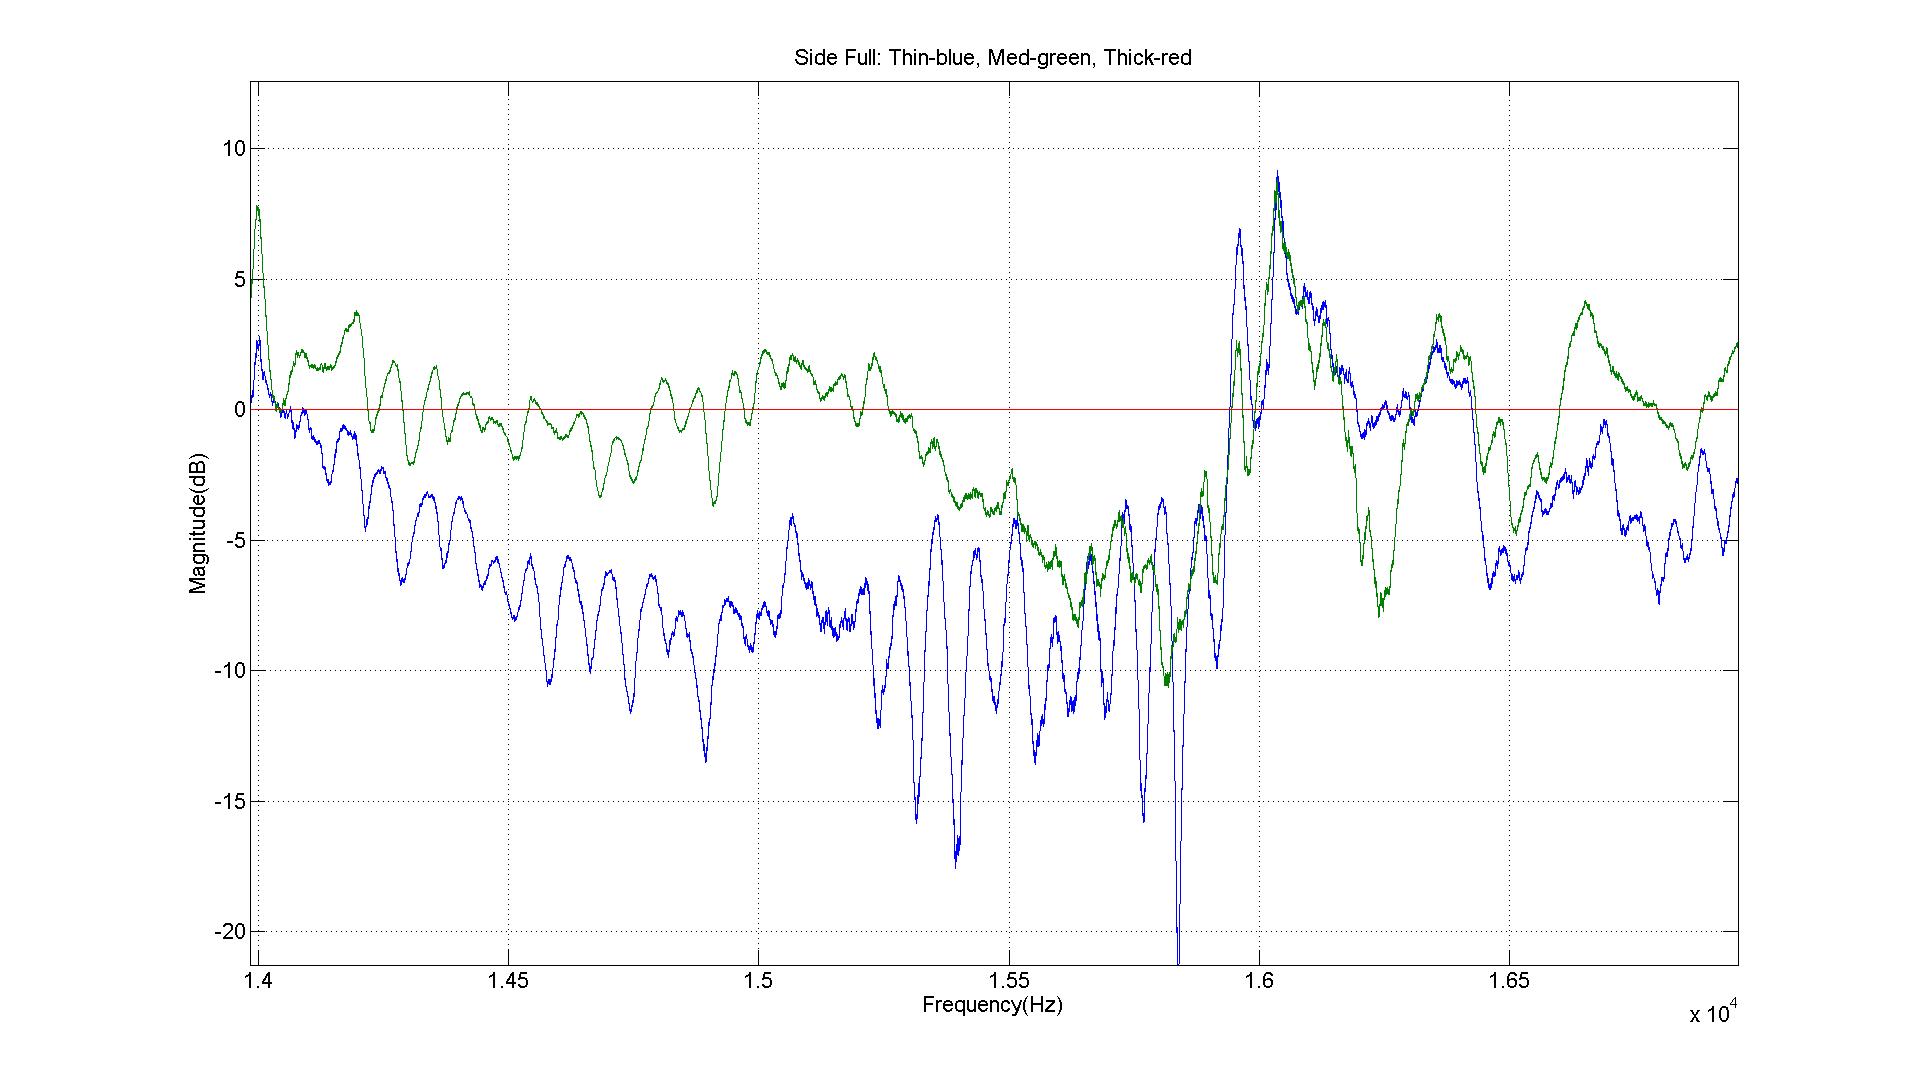 Side Full: Thin-blue, Med-green, Thick-red
10
5
0
-5
-10
-15
-20
Magnitude(dB)
1.4 1.45 1.5 1.55 1.6 1.65
Frequency(Hz)
x 10^4